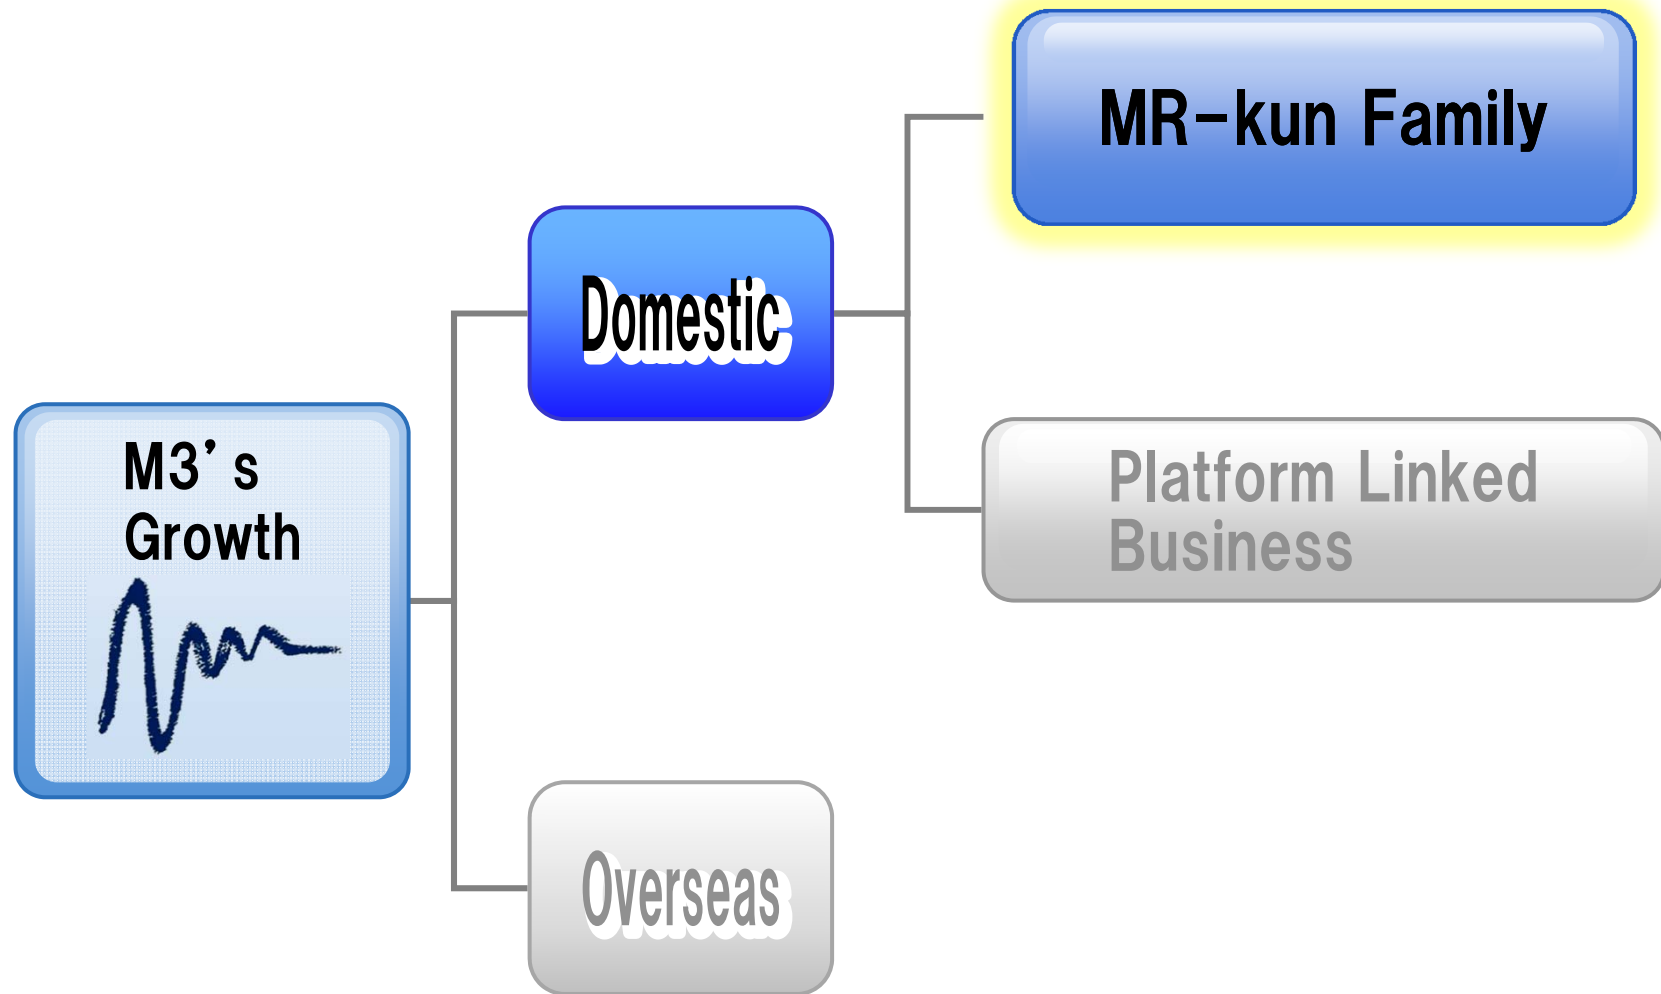 MR-kun Family
Domestic
M3's
Growth
Platform Linked
Business
Overseas